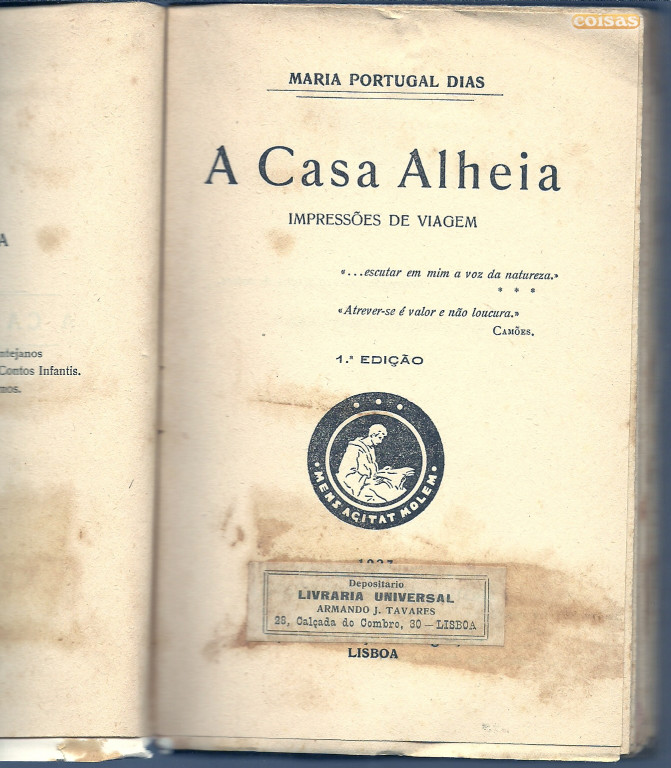 coisas
A
ntejanos
Contos Infantis.
mos.
MARIA PORTUGAL DIAS
A Casa Alheia
IMPRESSÕES DE VIAGEM
«...escutar em mim a voz da natureza.»
* * *
«Atrever-se é valor e não loucura.»
CAMÕES.
1.ª EDIÇÃO
MENS AGITAT MOLEM
Depositário
LIVRARIA UNIVERSAL
ARMANDO J. TAVARES
28, Calçada do Combro, 30 — LISBOA
LISBOA